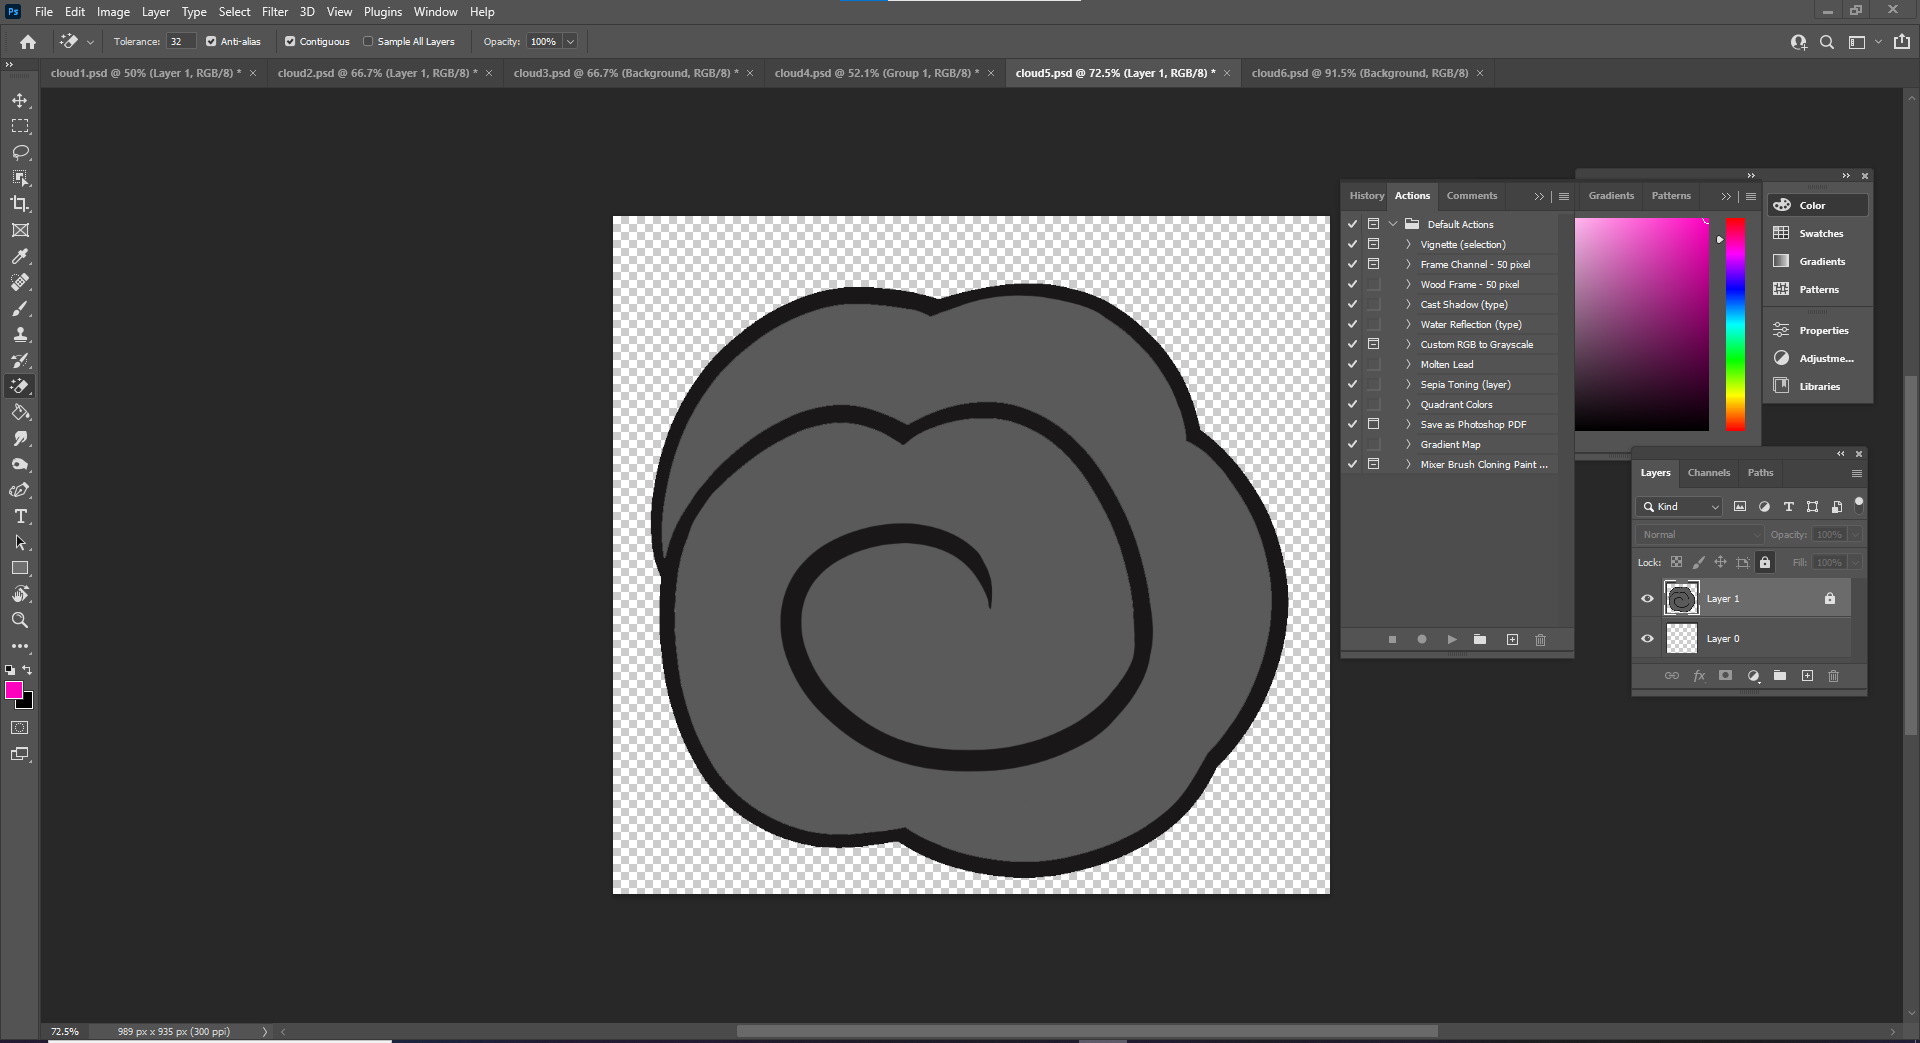 Ps File Edit Image Layer Type Select Filter 3D View Plugins Window Help
Tolerance: 32 Anti-alias Contiguous Sample All Layers Opacity: 100%
cloud1.psd @ 50% (Layer 1, RGB/8) * cloud2.psd @ 66.7% (Layer 1, RGB/8) * cloud3.psd @ 66.7% (Background, RGB/8) * cloud4.psd @ 52.1% (Group 1, RGB/8) * cloud5.psd @ 72.5% (Layer 1, RGB/8) * cloud6.psd @ 91.5% (Background, RGB/8)
History Actions Comments
Default Actions
Vignette (selection)
Frame Channel - 50 pixel
Wood Frame - 50 pixel
Cast Shadow (type)
Water Reflection (type)
Custom RGB to Grayscale
Molten Lead
Sepia Toning (layer)
Quadrant Colors
Save as Photoshop PDF
Gradient Map
Mixer Brush Cloning Paint ...
Gradients Patterns
Color
Swatches
Gradients
Patterns
Properties
Adjustme...
Libraries
Layers Channels Paths
Kind
Normal Opacity: 100%
Lock: Fill: 100%
Layer 1
fx
Layer 0
72.5% 989 px x 935 px (300 ppi)